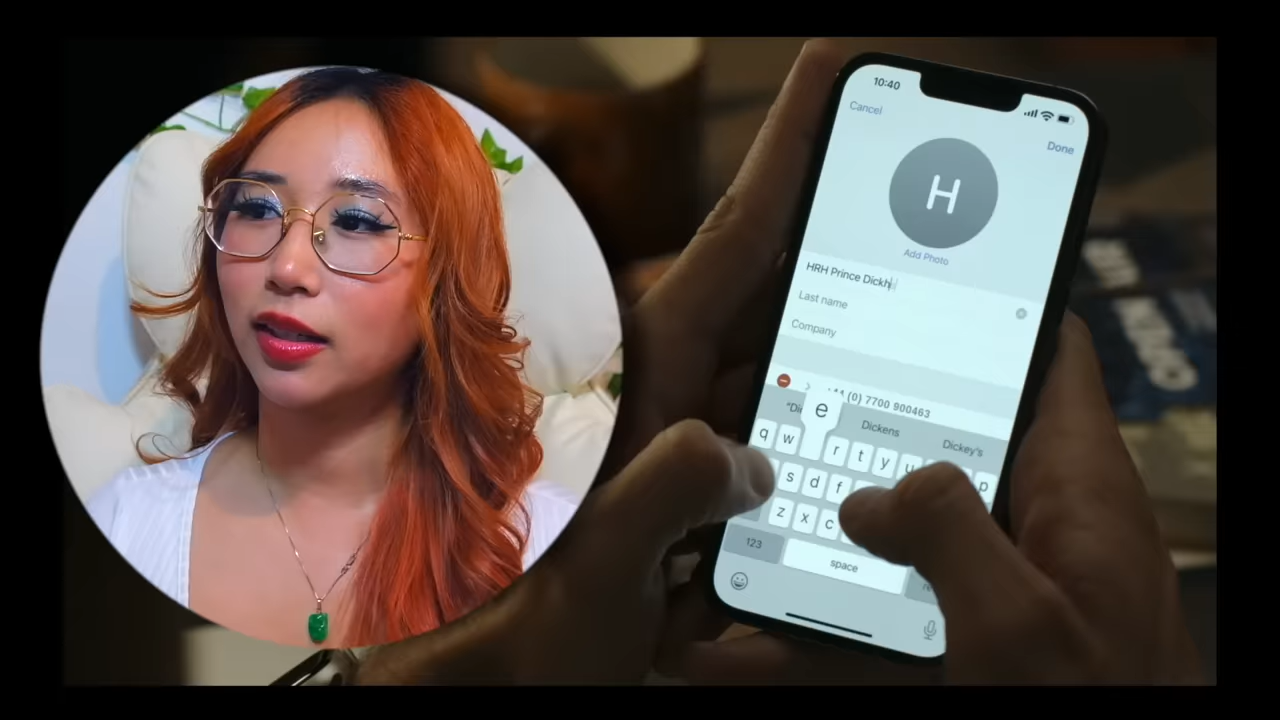 10:40
Cancel
Done
H
Add Photo
HRH Prince Dickh
Last name
Company
(0) 7700 900463
e
Dickens
Dickey's
q w r t y u p
s d f
z x c
123
space